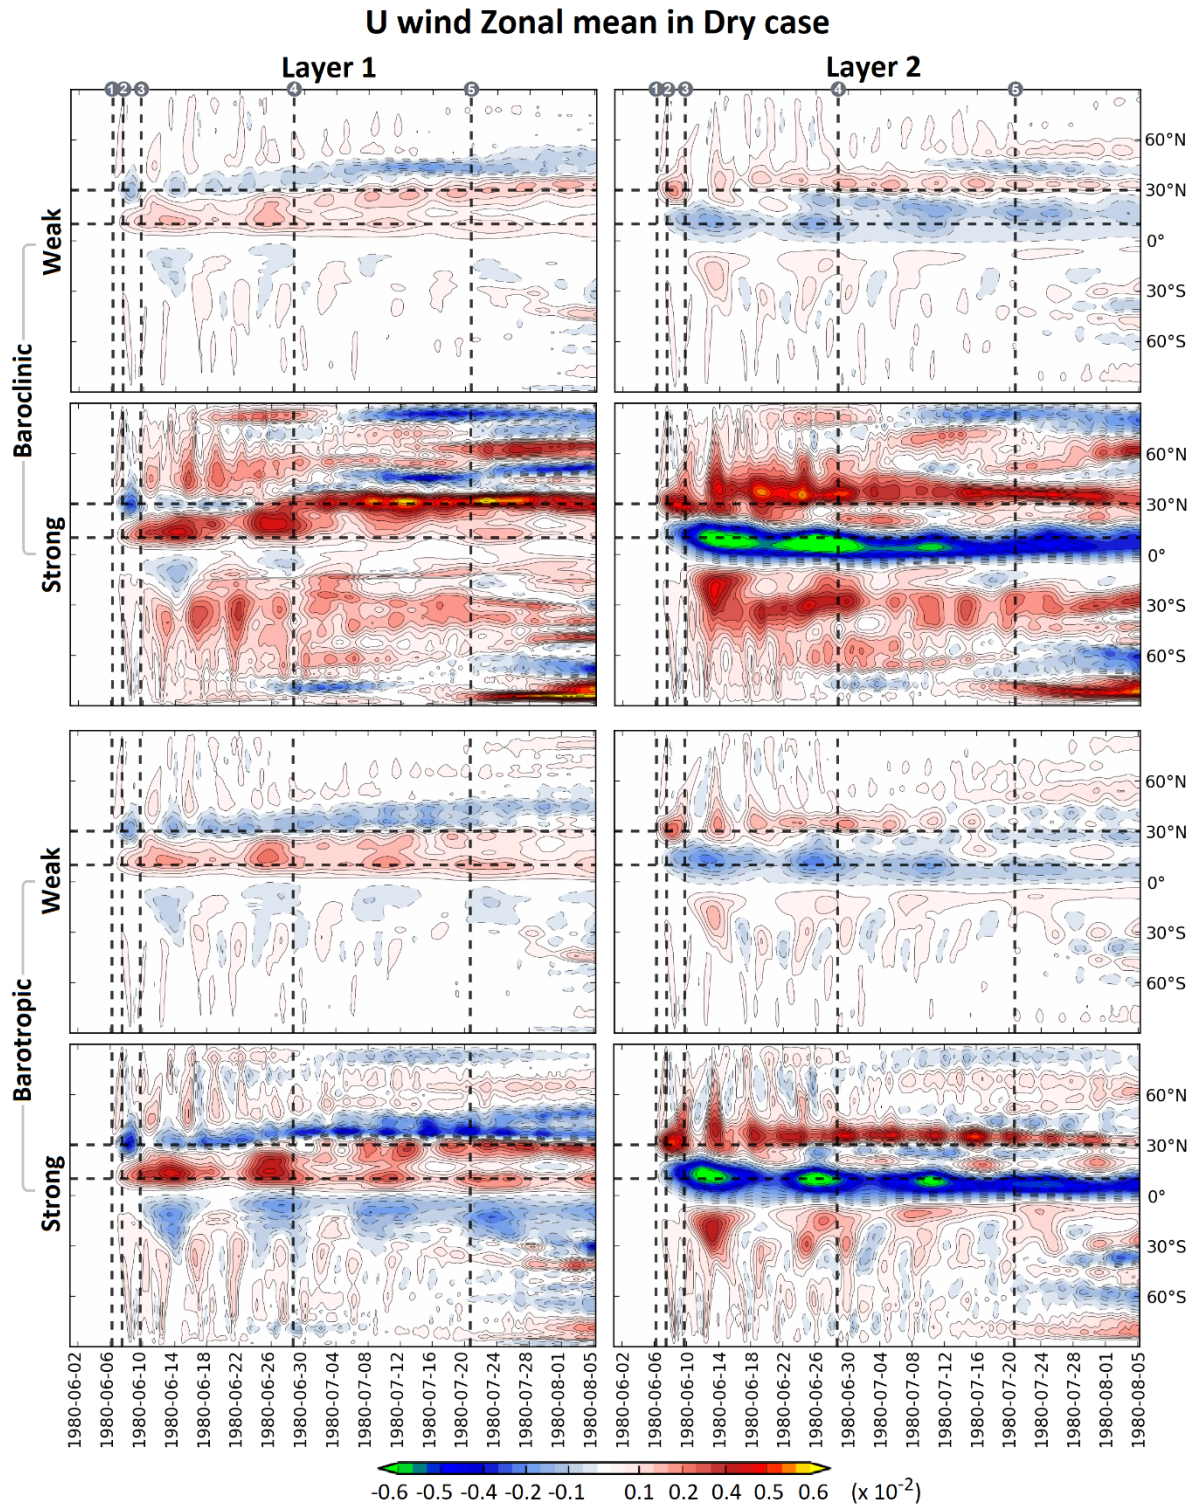 U wind Zonal mean in Dry case
Layer 1
Layer 2
1 2 3 4 5
1 2 3 4 5
Baroclinic
Weak
60°N
30°N
0°
30°S
60°S
Strong
60°N
30°N
0°
30°S
60°S
Barotropic
Weak
60°N
30°N
0°
30°S
60°S
Strong
60°N
30°N
0°
30°S
60°S
1980-06-02 1980-06-06 1980-06-10 1980-06-14 1980-06-18 1980-06-22 1980-06-26 1980-06-30 1980-07-04 1980-07-08 1980-07-12 1980-07-16 1980-07-20 1980-07-24 1980-07-28 1980-08-01 1980-08-05
1980-06-02 1980-06-06 1980-06-10 1980-06-14 1980-06-18 1980-06-22 1980-06-26 1980-06-30 1980-07-04 1980-07-08 1980-07-12 1980-07-16 1980-07-20 1980-07-24 1980-07-28 1980-08-01 1980-08-05
-0.6 -0.5 -0.4 -0.2 -0.1 0.1 0.2 0.4 0.5 0.6 (x 10⁻²)